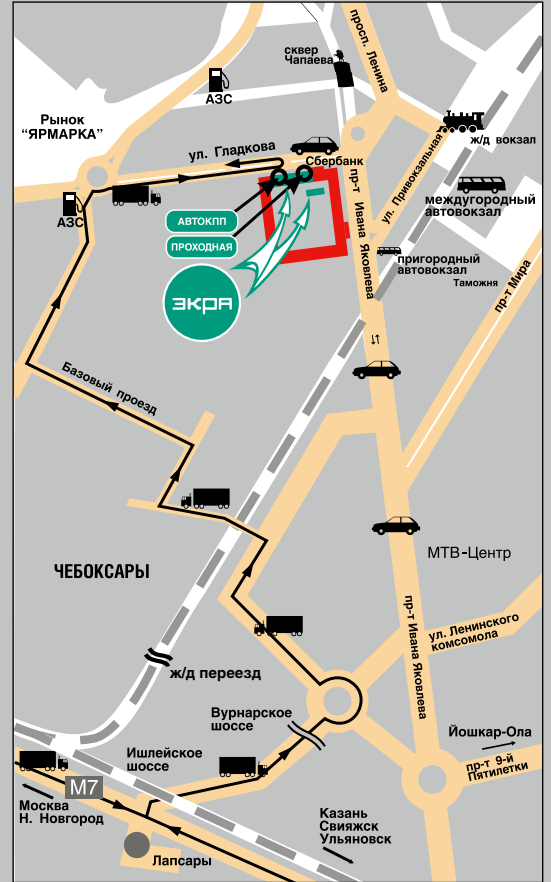 просп. Ленина
сквер
Чапаева
АЗС
Рынок
“ЯРМАРКА”
ж/д вокзал
ул. Гладкова
Сбербанк
ул. Привокзальная
междугородный
автовокзал
АЗС
АВТОКПП
ПРОХОДНАЯ
пр-т Ивана Яковлева
пригородный
автовокзал
Таможня
пр-т Мира
ЭКРА
Базовый проезд
МТВ-Центр
ЧЕБОКСАРЫ
пр-т Ивана Яковлева
ул. Ленинского
комсомола
ж/д переезд
Вурнарское
шоссе
Йошкар-Ола
Ишлейское
шоссе
пр-т 9-й
Пятилетки
М7
Москва
Н. Новгород
Казань
Свияжск
Ульяновск
Лапсары